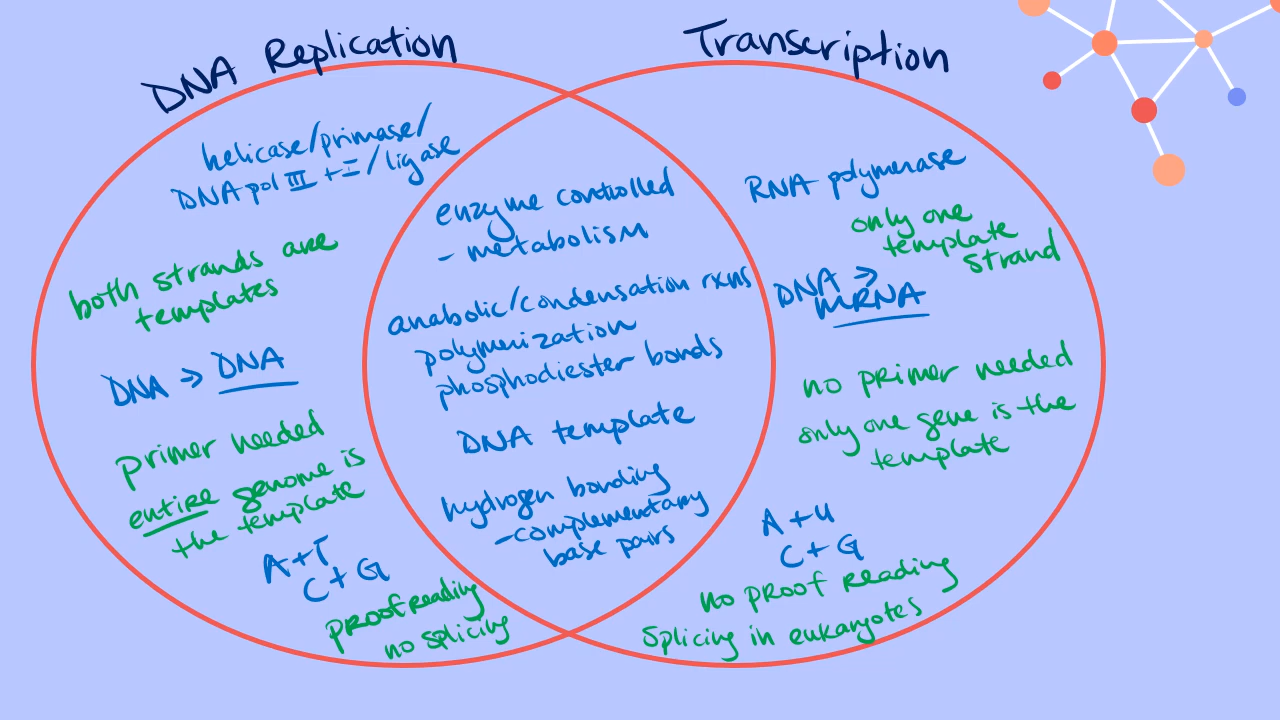 DNA Replication
helicase/primase/
DNA pol III + I/ligase
both strands are
templates
DNA → DNA
primer needed
entire genome is
the template
A+T
C+G
proofreading
no splicing
enzyme controlled
- metabolism
anabolic/condensation rxns
polymerization
phosphodiester bonds
DNA template
hydrogen bonding
-complementary
base pairs
Transcription
RNA polymerase
only one
template
strand
DNA →
mRNA
no primer needed
only one gene is the
template
A+U
C+G
no proof reading
Splicing in eukaryotes